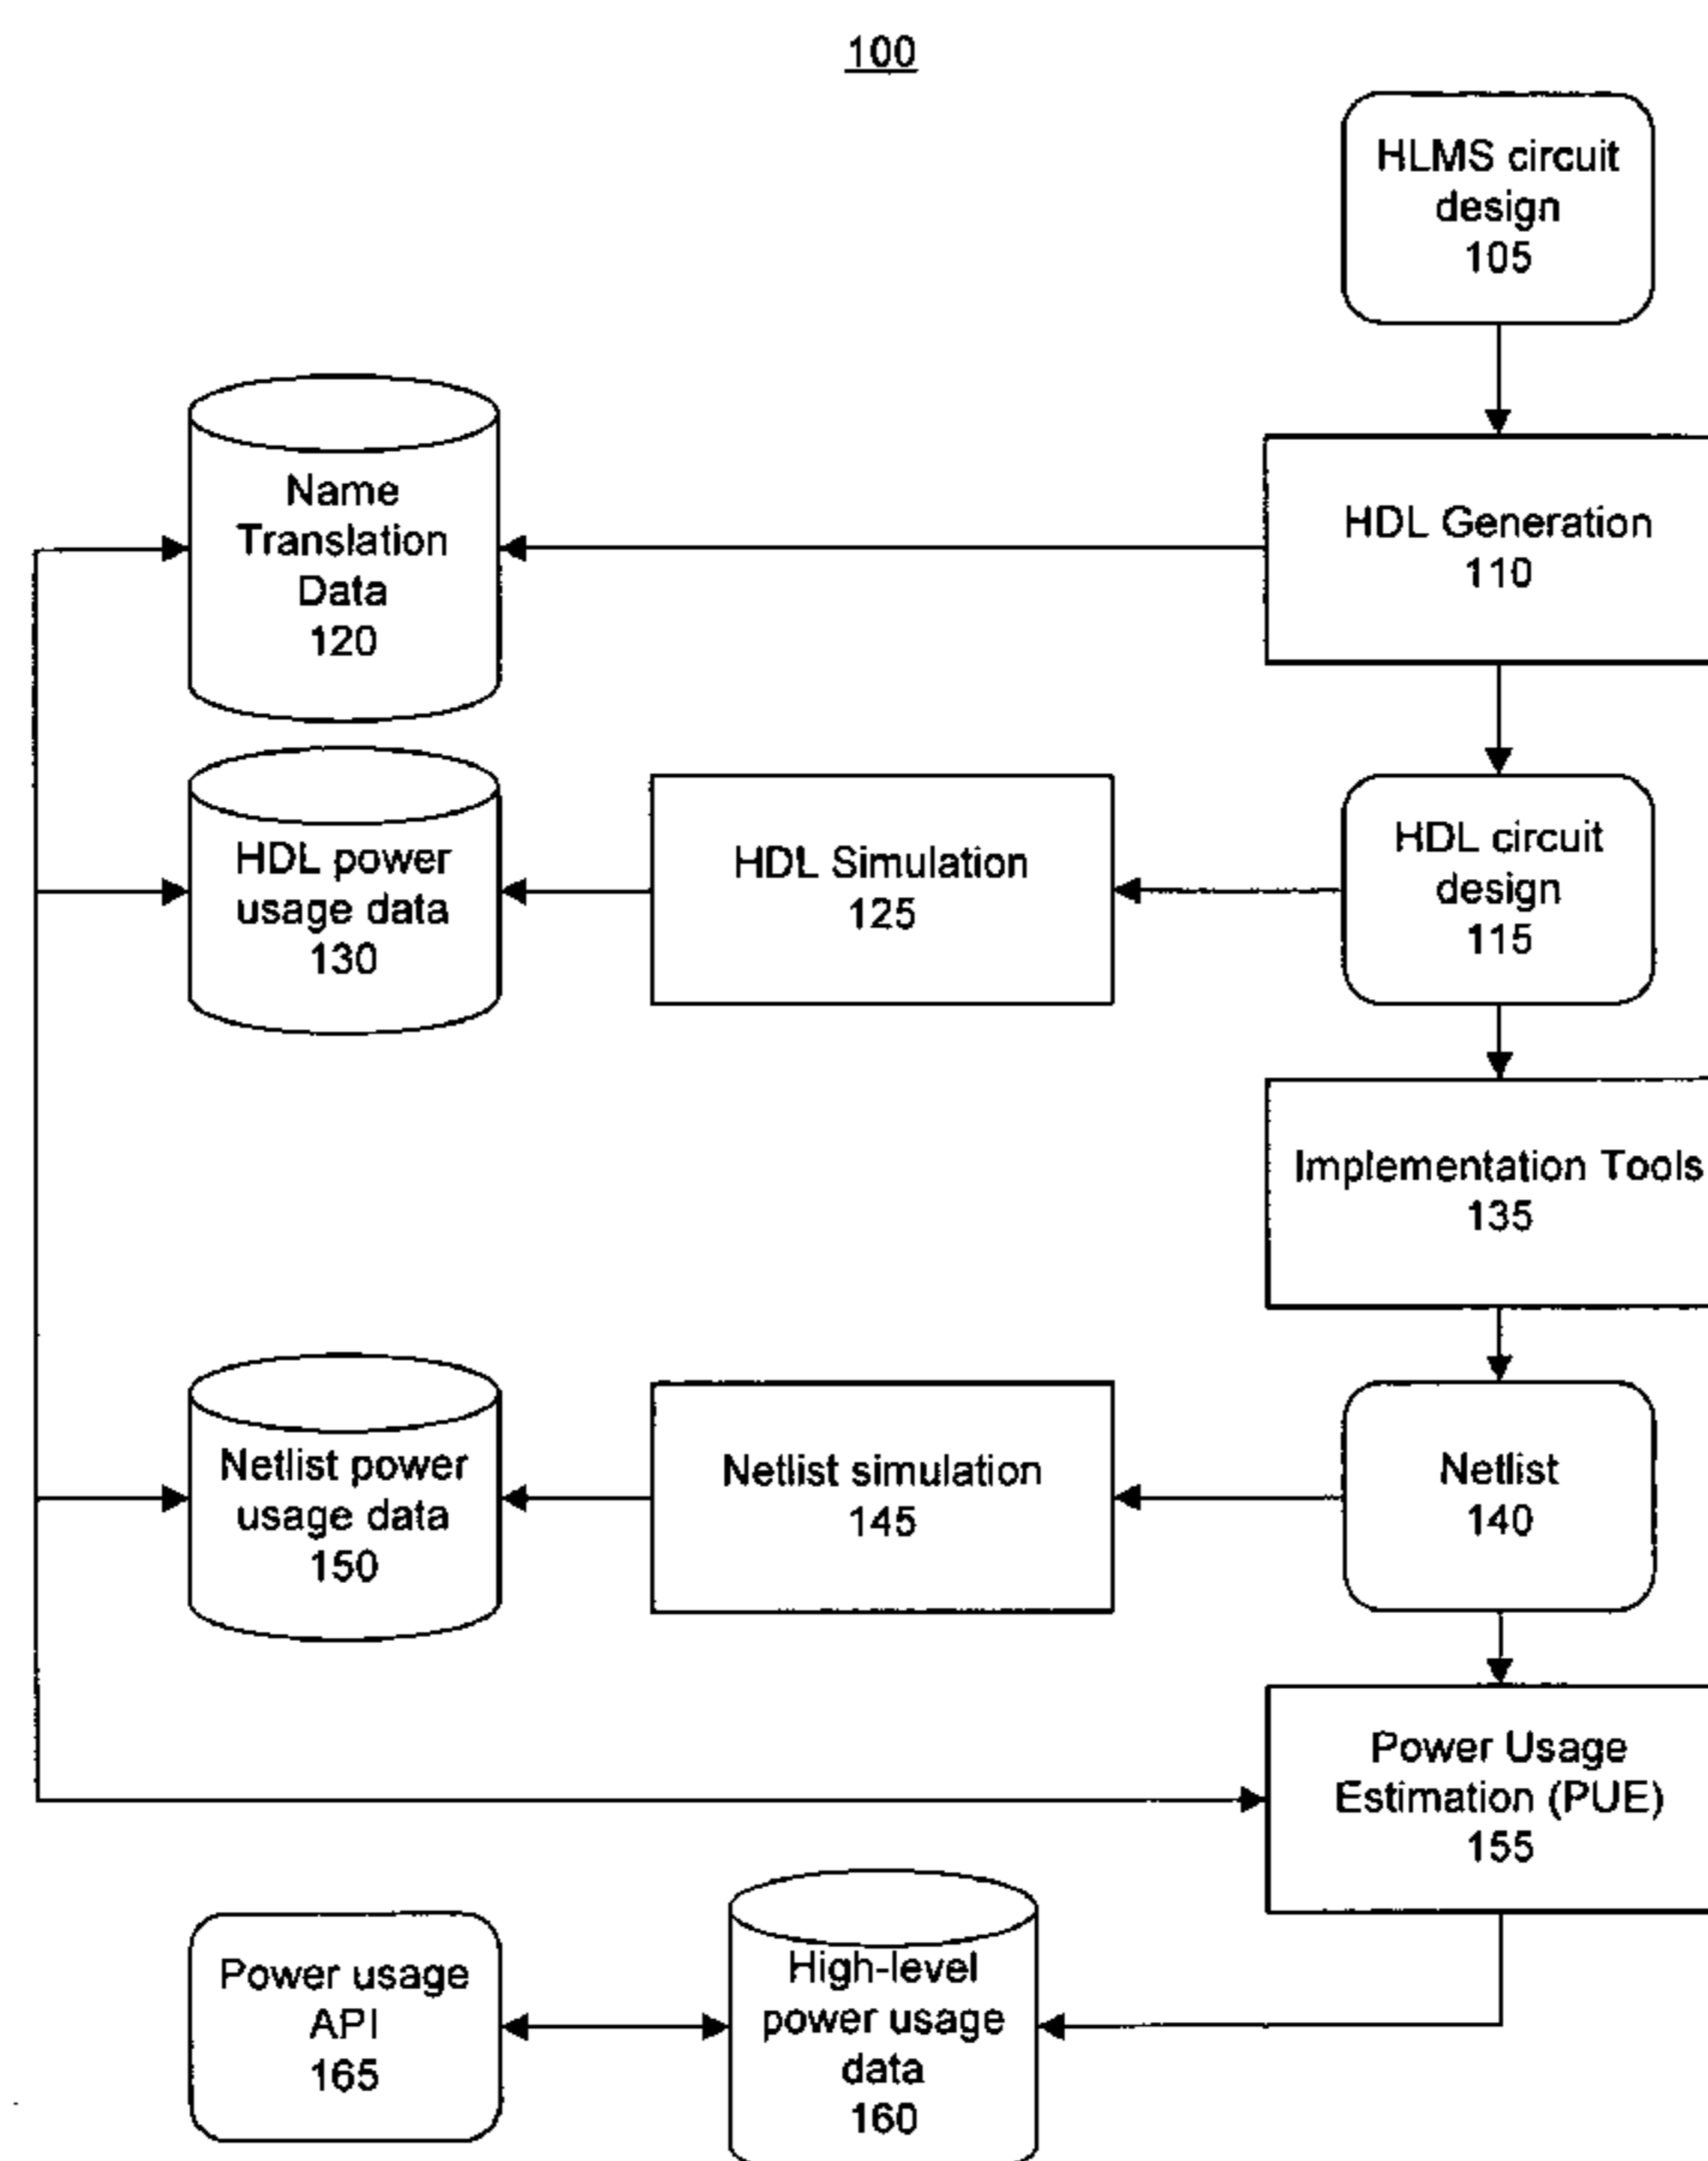 100
HLMS circuit
design
105
Name
Translation
Data
120
HDL Generation
110
HDL power
usage data
130
HDL Simulation
125
HDL circuit
design
115
Implementation Tools
135
Netlist power
usage data
150
Netlist simulation
145
Netlist
140
Power Usage
Estimation (PUE)
155
Power usage
API
165
High-level
power usage
data
160